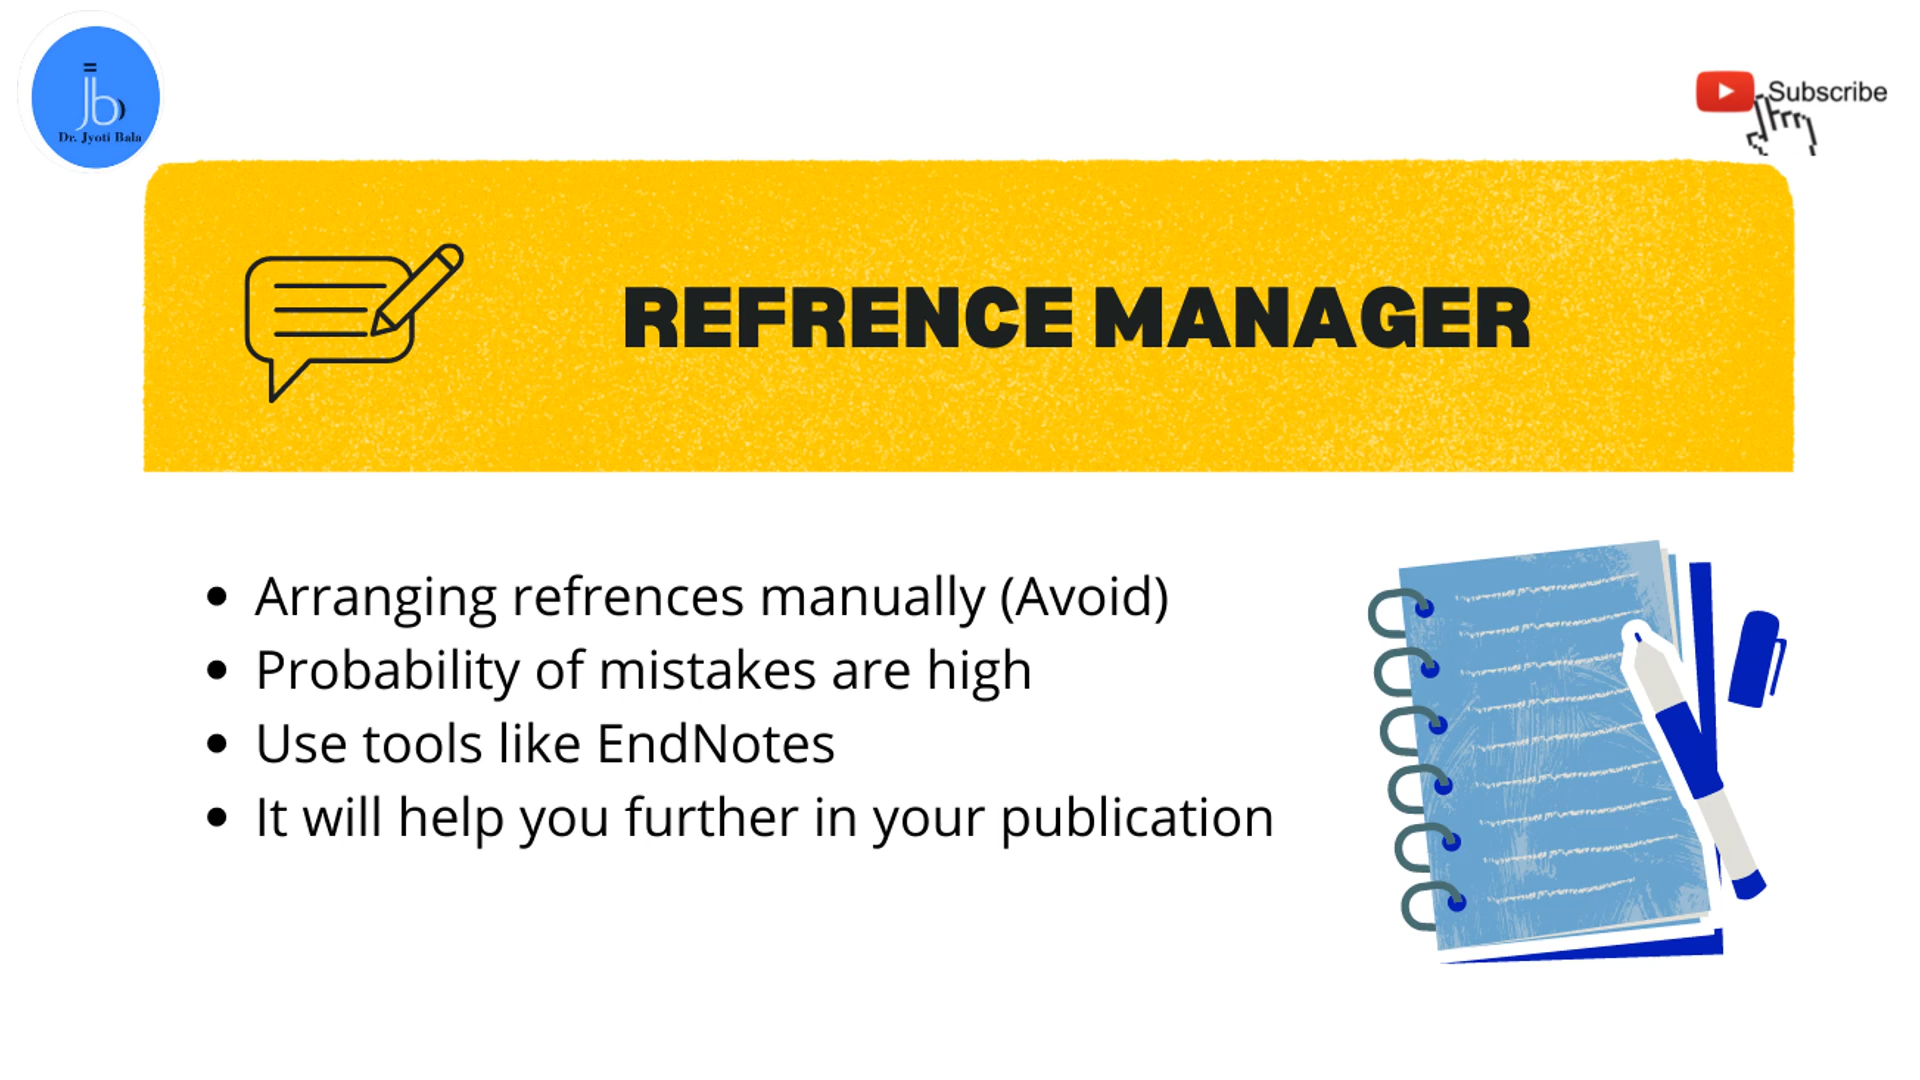 jb
Dr. Jyoti Bala
Subscribe
REFRENCE MANAGER
• Arranging refrences manually (Avoid)
• Probability of mistakes are high
• Use tools like EndNotes
• It will help you further in your publication